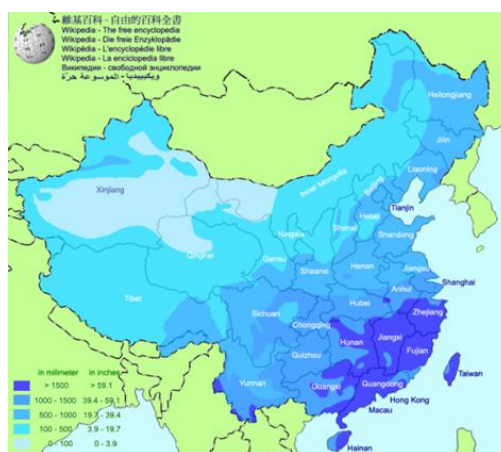 維基百科 - 自由的百科全書
Wikipedia - The free encyclopedia
Wikipedia - Die freie Enzyklopädie
Wikipedia - L'encyclopédie libre
Wikipedia - La enciclopedia libre
Википедии - свободной энциклопедии
ويكيبيديا - الموسوعة حرّة
Heilongjiang
Jilin
Liaoning
Inner Mongolia
Beijing
Tianjin
Xinjiang
Hebei
Ningxia
Shanxi
Shandong
Qinghai
Gansu
Shaanxi
Henan
Jiangsu
Tibet
Anhui
Shanghai
Sichuan
Hubei
Zhejiang
Chongqing
Hunan
Jiangxi
Guizhou
Fujian
Yunnan
Guangxi
Guangdong
Taiwan
Hong Kong
Macau
Hainan
in milimeter in inches
> 1500 > 59.1
1000 - 1500 39.4 - 59.1
500 - 1000 19.7 - 39.4
100 - 500 3.9 - 19.7
0 - 100 0 - 3.9